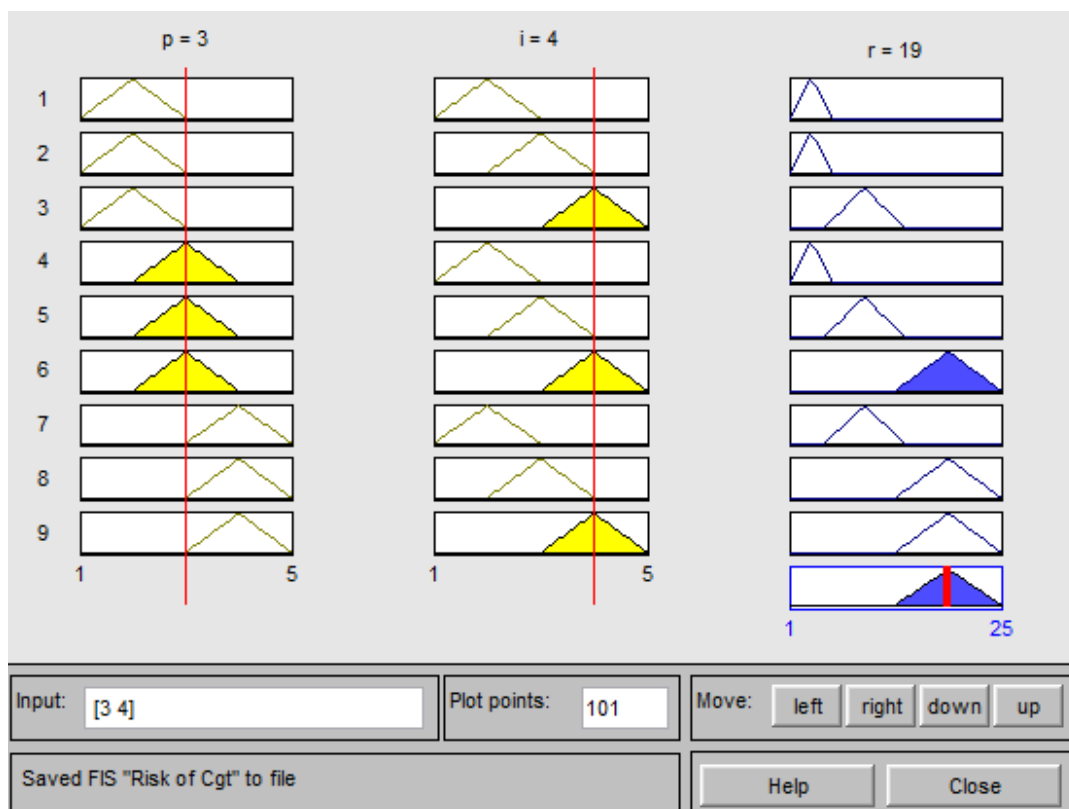 p = 3
i = 4
r = 19
1
2
3
4
5
6
7
8
9
1 5
1 5
1 25
Input: [3 4]
Plot points: 101
Move: left right down up
Saved FIS "Risk of Cgt" to file
Help Close